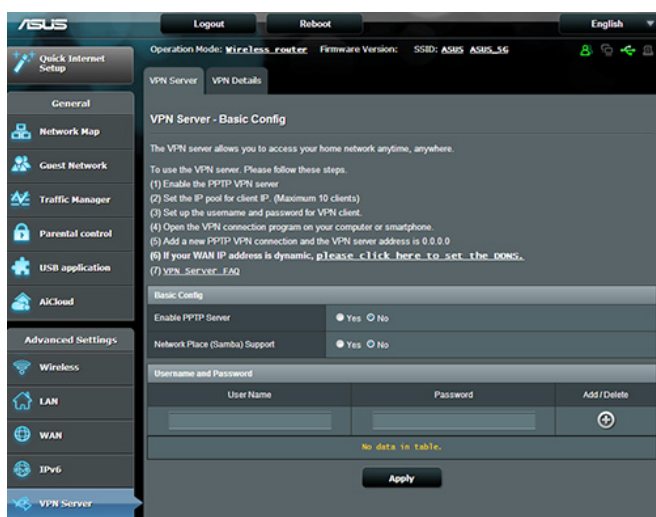 ASUS
Logout
Reboot
English
Operation Mode: Wireless router Firmware Version: SSID: ASUS ASUS_5G
Quick Internet Setup
VPN Server
VPN Details
General
Network Map
Guest Network
Traffic Manager
Parental control
USB application
AiCloud
Advanced Settings
Wireless
LAN
WAN
IPv6
VPN Server
VPN Server - Basic Config
The VPN server allows you to access your home network anytime, anywhere.
To use the VPN server. Please follow these steps.
(1) Enable the PPTP VPN server
(2) Set the IP pool for client IP. (Maximum 10 clients)
(3) Set up the username and password for VPN client.
(4) Open the VPN connection program on your computer or smartphone.
(5) Add a new PPTP VPN connection and the VPN server address is 0.0.0.0
(6) If your WAN IP address is dynamic, please click here to set the DDNS.
(7) VPN Server FAQ
Basic Config
Enable PPTP Server Yes No
Network Place (Samba) Support Yes No
Username and Password
User Name Password Add / Delete
No data in table.
Apply